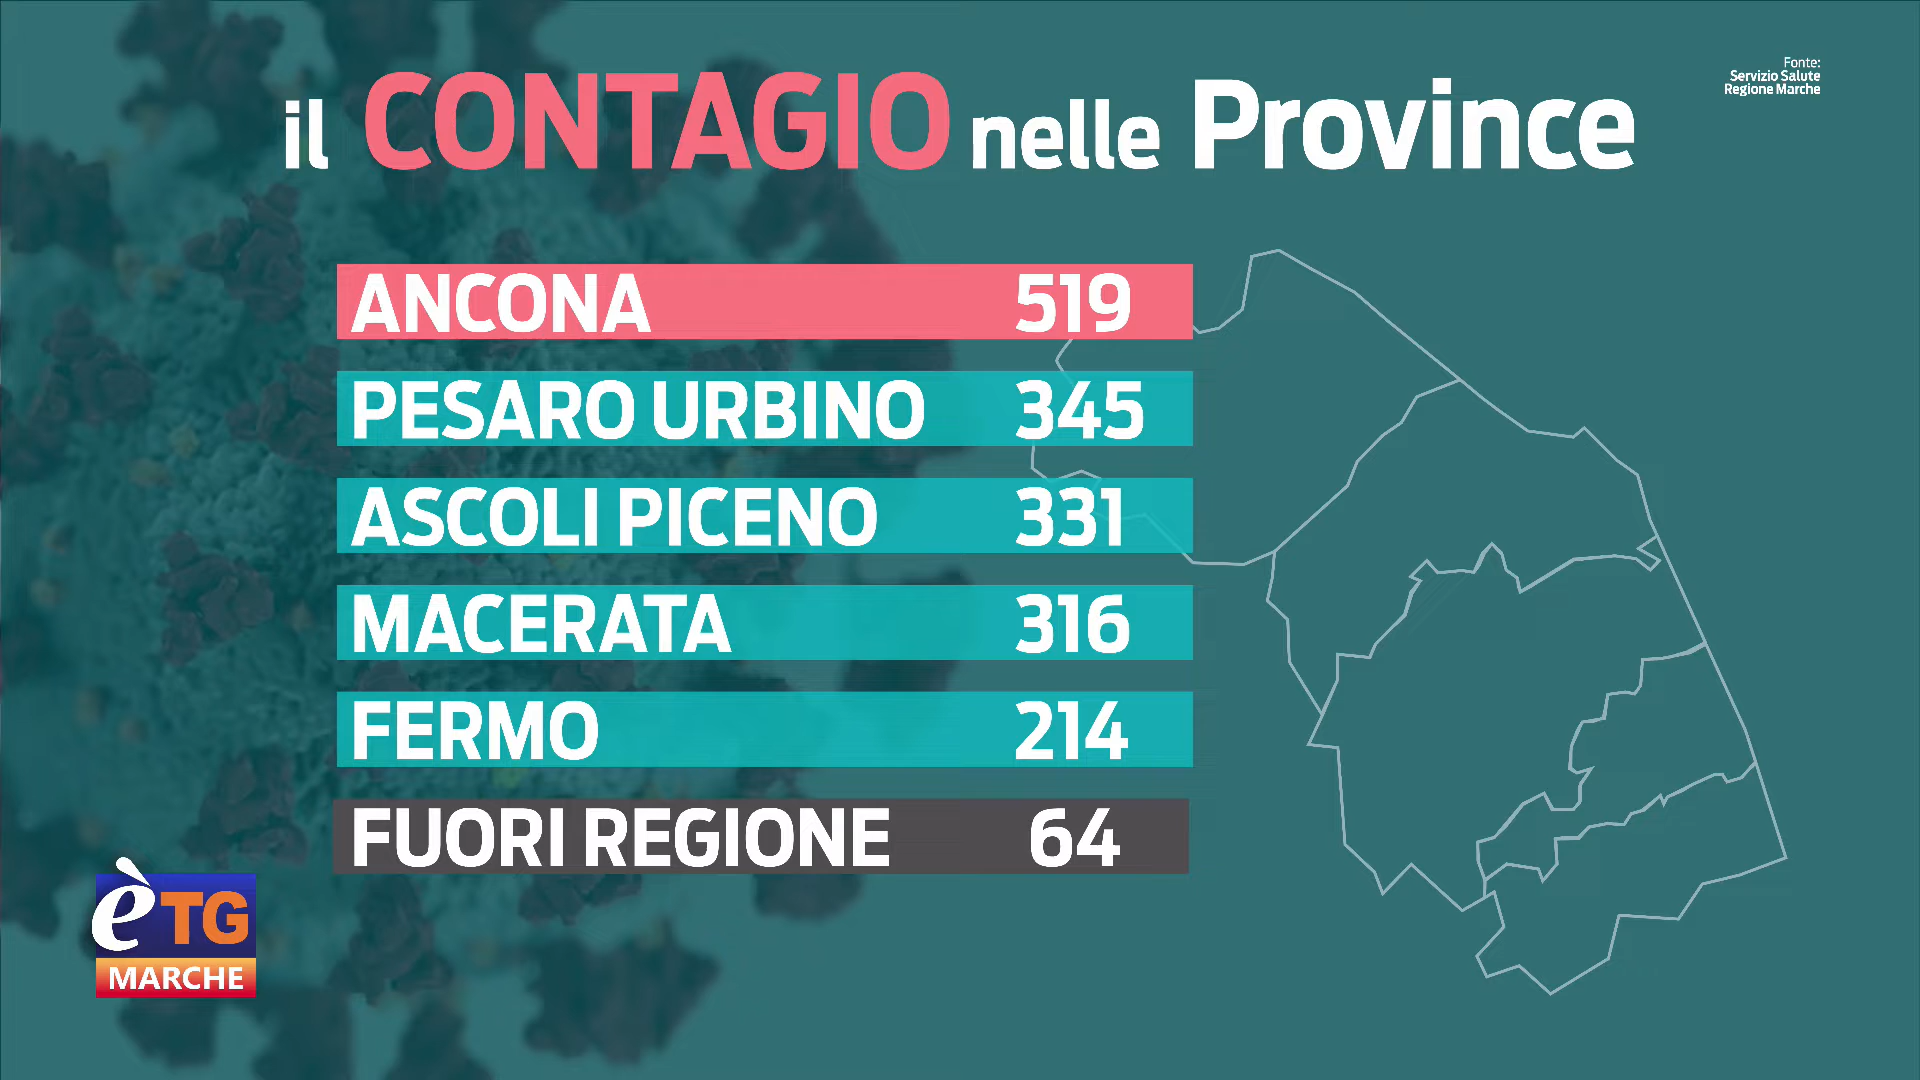 Fonte:
Servizio Salute
Regione Marche
il CONTAGIO nelle Province
ANCONA 519
PESARO URBINO 345
ASCOLI PICENO 331
MACERATA 316
FERMO 214
FUORI REGIONE 64
èTG
MARCHE